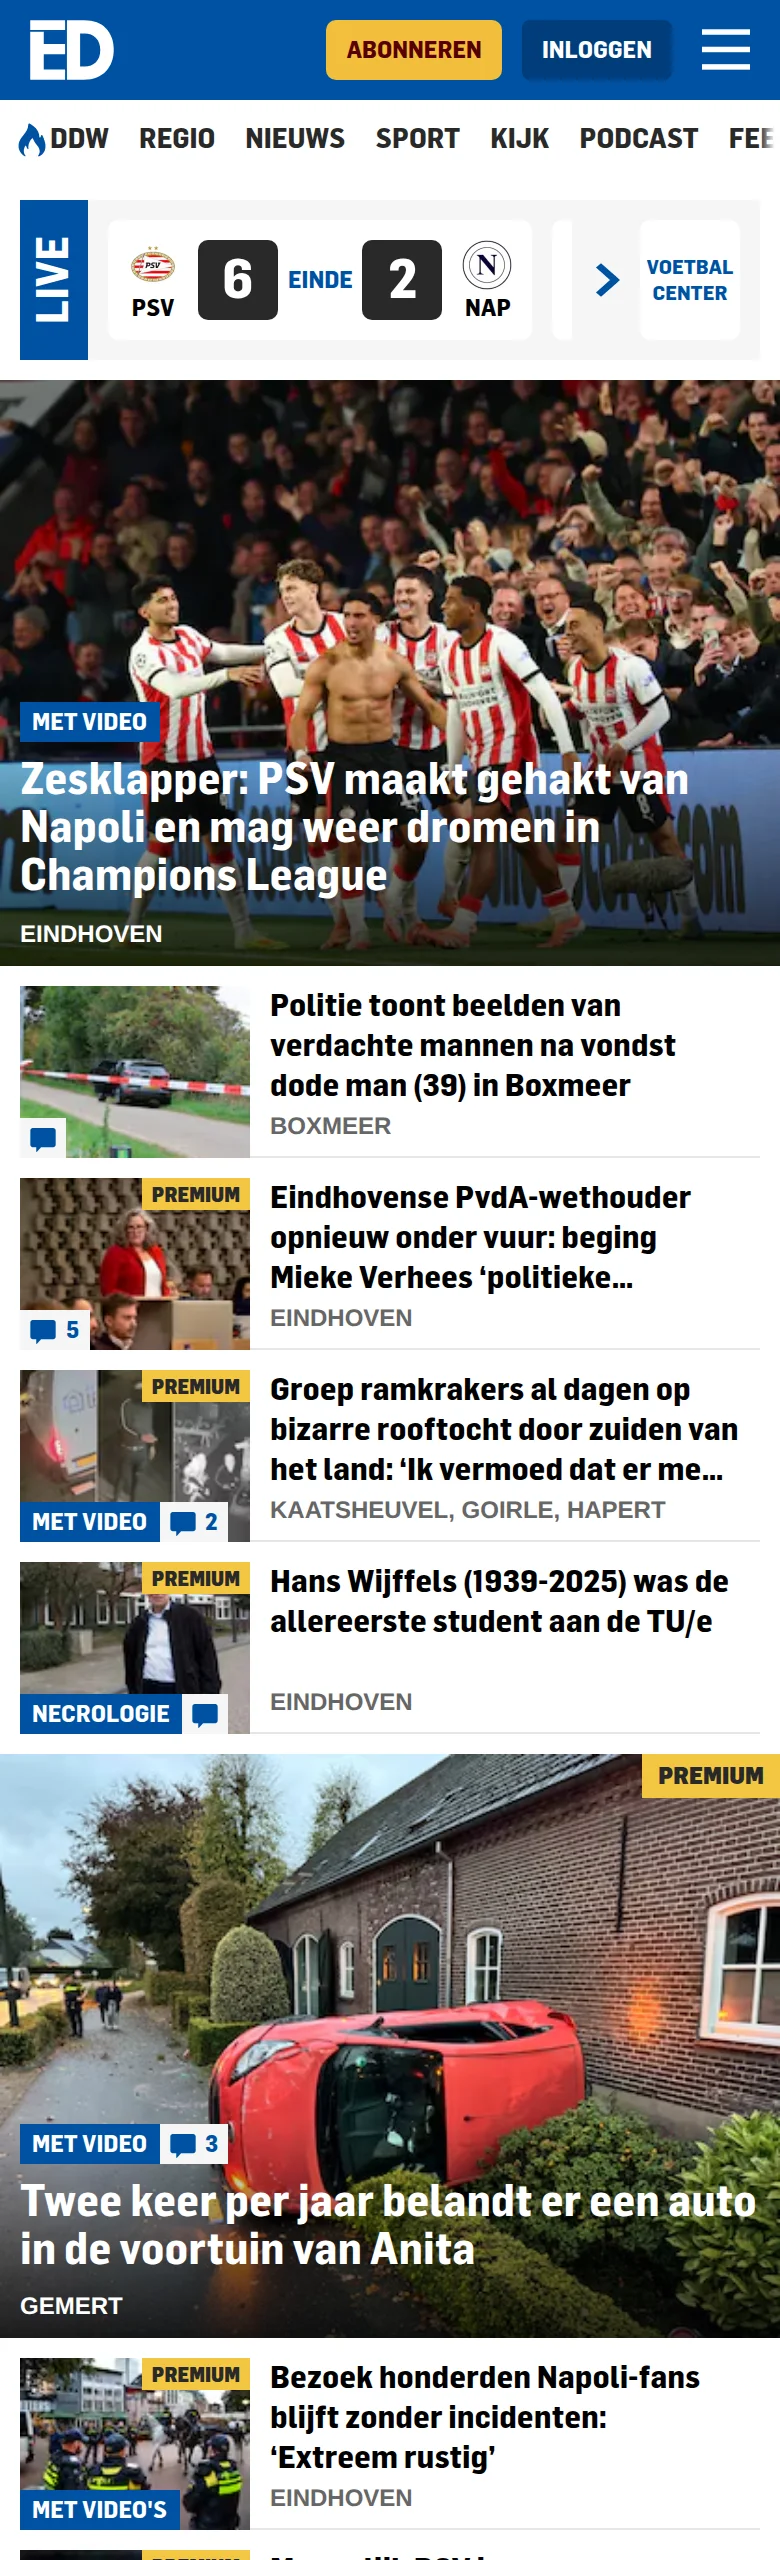 ED
ABONNEREN
INLOGGEN
DDW REGIO NIEUWS SPORT KIJK PODCAST
LIVE
PSV
PSV
6
EINDE
2
N
NAP
VOETBAL
CENTER
MET VIDEO
Zesklapper: PSV maakt gehakt van
Napoli en mag weer dromen in
Champions League
EINDHOVEN
Politie toont beelden van
verdachte mannen na vondst
dode man (39) in Boxmeer
BOXMEER
PREMIUM
5
Eindhovense PvdA-wethouder
opnieuw onder vuur: beging
Mieke Verhees ‘politieke...
EINDHOVEN
PREMIUM
MET VIDEO
2
Groep ramkrakers al dagen op
bizarre rooftocht door zuiden van
het land: ‘Ik vermoed dat er me...
KAATSHEUVEL, GOIRLE, HAPERT
PREMIUM
NECROLOGIE
Hans Wijffels (1939-2025) was de
allereerste student aan de TU/e
EINDHOVEN
PREMIUM
MET VIDEO
3
Twee keer per jaar belandt er een auto
in de voortuin van Anita
GEMERT
PREMIUM
MET VIDEO'S
Bezoek honderden Napoli-fans
blijft zonder incidenten:
‘Extreem rustig’
EINDHOVEN